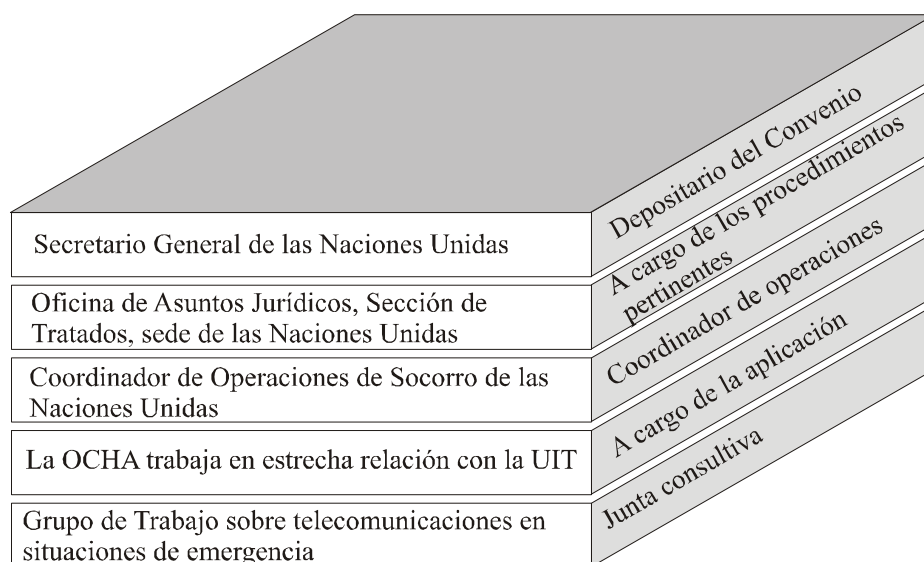 Secretario General de las Naciones Unidas
Depositario del Convenio
Oficina de Asuntos Jurídicos, Sección de
Tratados, sede de las Naciones Unidas
A cargo de los procedimientos
pertinentes
Coordinador de Operaciones de Socorro de las
Naciones Unidas
Coordinador de operaciones
La OCHA trabaja en estrecha relación con la UIT
A cargo de la aplicación
Grupo de Trabajo sobre telecomunicaciones en
situaciones de emergencia
Junta consultiva